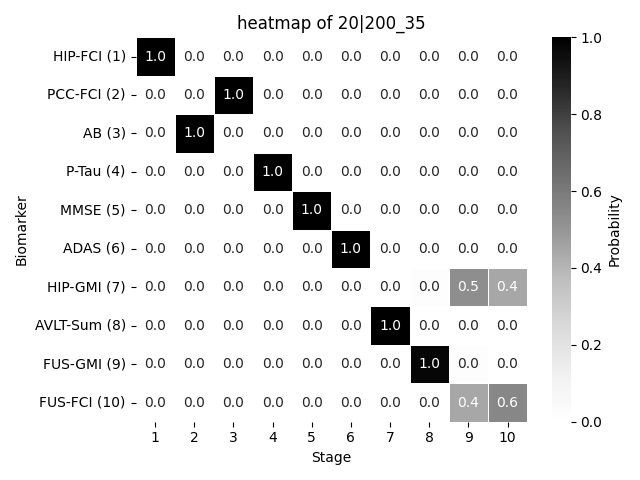 heatmap of 20|200_35
HIP-FCI (1) 1.0 0.0 0.0 0.0 0.0 0.0 0.0 0.0 0.0 0.0
PCC-FCI (2) 0.0 0.0 1.0 0.0 0.0 0.0 0.0 0.0 0.0 0.0
AB (3) 0.0 1.0 0.0 0.0 0.0 0.0 0.0 0.0 0.0 0.0
P-Tau (4) 0.0 0.0 0.0 1.0 0.0 0.0 0.0 0.0 0.0 0.0
MMSE (5) 0.0 0.0 0.0 0.0 1.0 0.0 0.0 0.0 0.0 0.0
ADAS (6) 0.0 0.0 0.0 0.0 0.0 1.0 0.0 0.0 0.0 0.0
HIP-GMI (7) 0.0 0.0 0.0 0.0 0.0 0.0 0.0 0.0 0.5 0.4
AVLT-Sum (8) 0.0 0.0 0.0 0.0 0.0 0.0 1.0 0.0 0.0 0.0
FUS-GMI (9) 0.0 0.0 0.0 0.0 0.0 0.0 0.0 1.0 0.0 0.0
FUS-FCI (10) 0.0 0.0 0.0 0.0 0.0 0.0 0.0 0.0 0.4 0.6
1 2 3 4 5 6 7 8 9 10
Stage
Biomarker
1.0
0.8
0.6
0.4
0.2
0.0
Probability